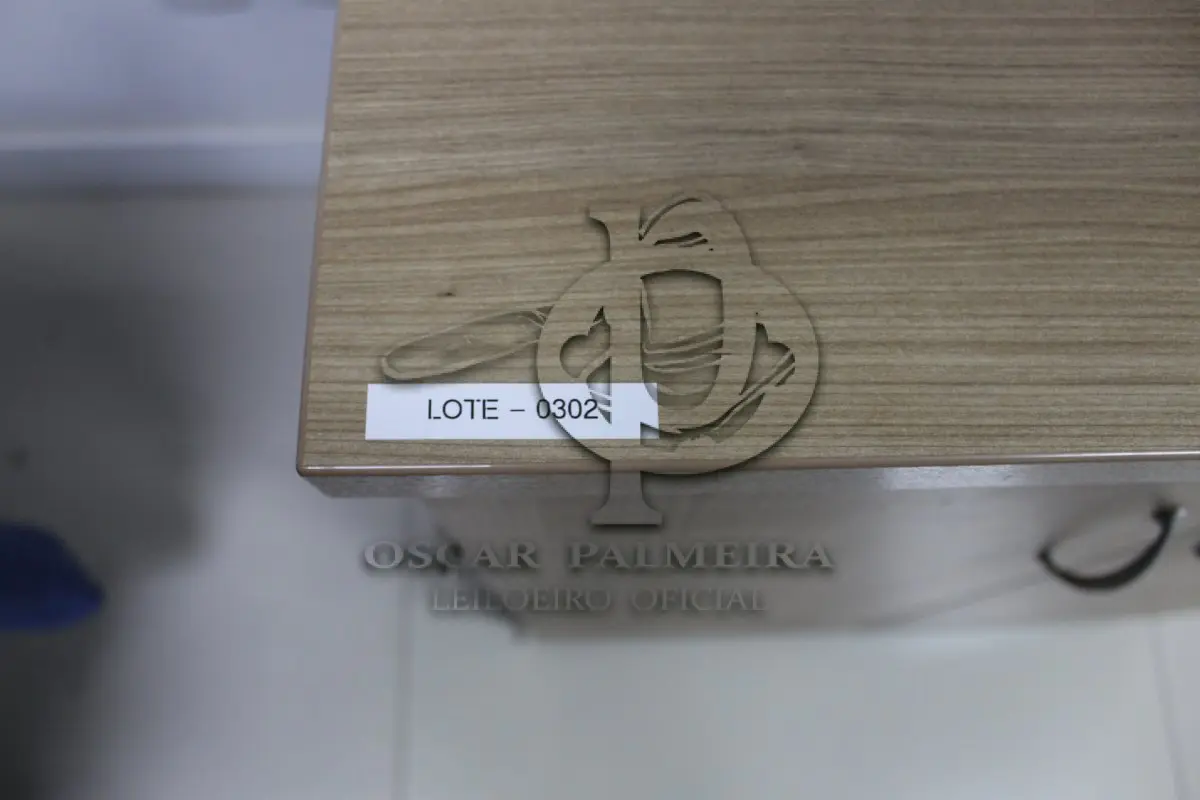 LOTE - 0302
OSCAR PALMEIRA
LEILOEIRO OFICIAL